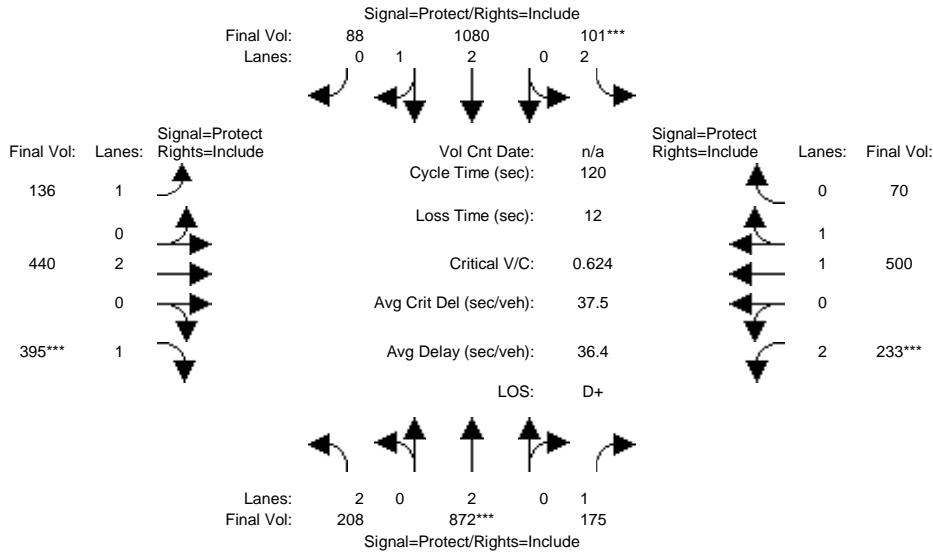 Signal=Protect/Rights=Include
Final Vol: 88 1080 101***
Lanes: 0 1 2 0 2
Signal=Protect
Final Vol: Lanes: Rights=Include
Vol Cnt Date: n/a
Signal=Protect
Rights=Include Lanes: Final Vol:
Cycle Time (sec): 120
136 1
0 70
Loss Time (sec): 12
0
1
440 2
Critical V/C: 0.624
1 500
0
Avg Crit Del (sec/veh): 37.5
0
395*** 1
Avg Delay (sec/veh): 36.4
2 233***
LOS: D+
Lanes: 2 0 2 0 1
Final Vol: 208 872*** 175
Signal=Protect/Rights=Include